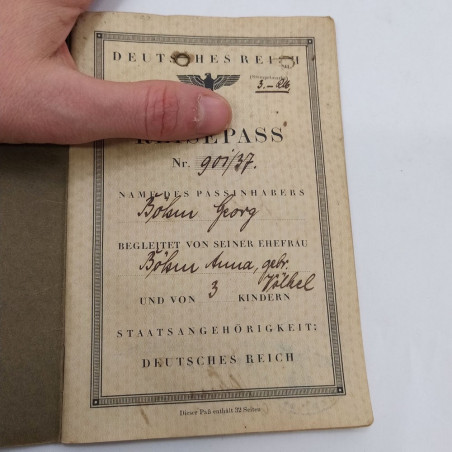 DEUTSCHES REICH
3.–
REISEPASS
Nr. 901/37.
NAME DES PASSINHABERS
Böhm Georg
BEGLEITET VON SEINER EHEFRAU
Böhm Anna, geb.
Völkel
UND VON 3 KINDERN
STAATSANGEHÖRIGKEIT:
DEUTSCHES REICH
Dieser Paß enthält 32 Seiten